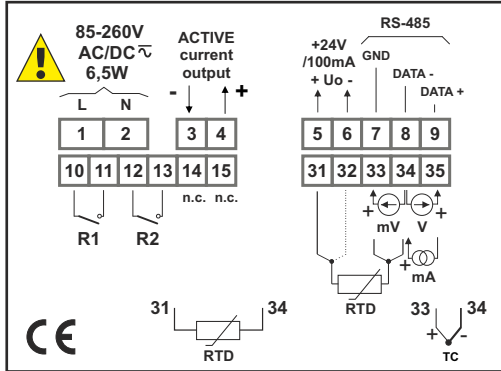 85-260V
AC/DC
6,5W
L N
ACTIVE
current
output
- +
+24V
/100mA
+ Uo -
RS-485
GND
DATA -
DATA +
1 2 3 4 5 6 7 8 9
10 11 12 13 14 15 31 32 33 34 35
n.c. n.c.
R1 R2
+ mV V +
+ mA
RTD
31 34
RTD
33 34
+ -
TC
CE